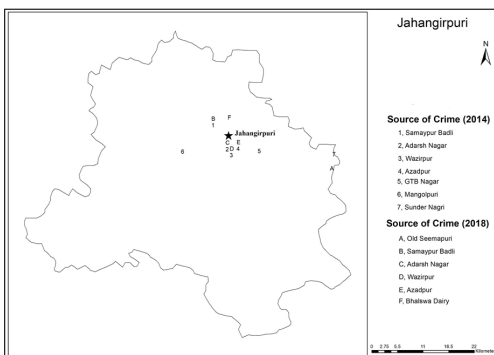 Jahangirpuri
N
Source of Crime (2014)
1, Samaypur Badli
2, Adarsh Nagar
3, Wazirpur
4, Azadpur
5, GTB Nagar
6, Mangolpuri
7, Sunder Nagri
Source of Crime (2018)
A, Old Seemapuri
B, Samaypur Badli
C, Adarsh Nagar
D, Wazirpur
E, Azadpur
F, Bhalswa Dairy
0 2.75 5.5 11 16.5 22
Kilometers
B
1
F
Jahangirpuri
C
2
D
3
E
4
5
6
7
A